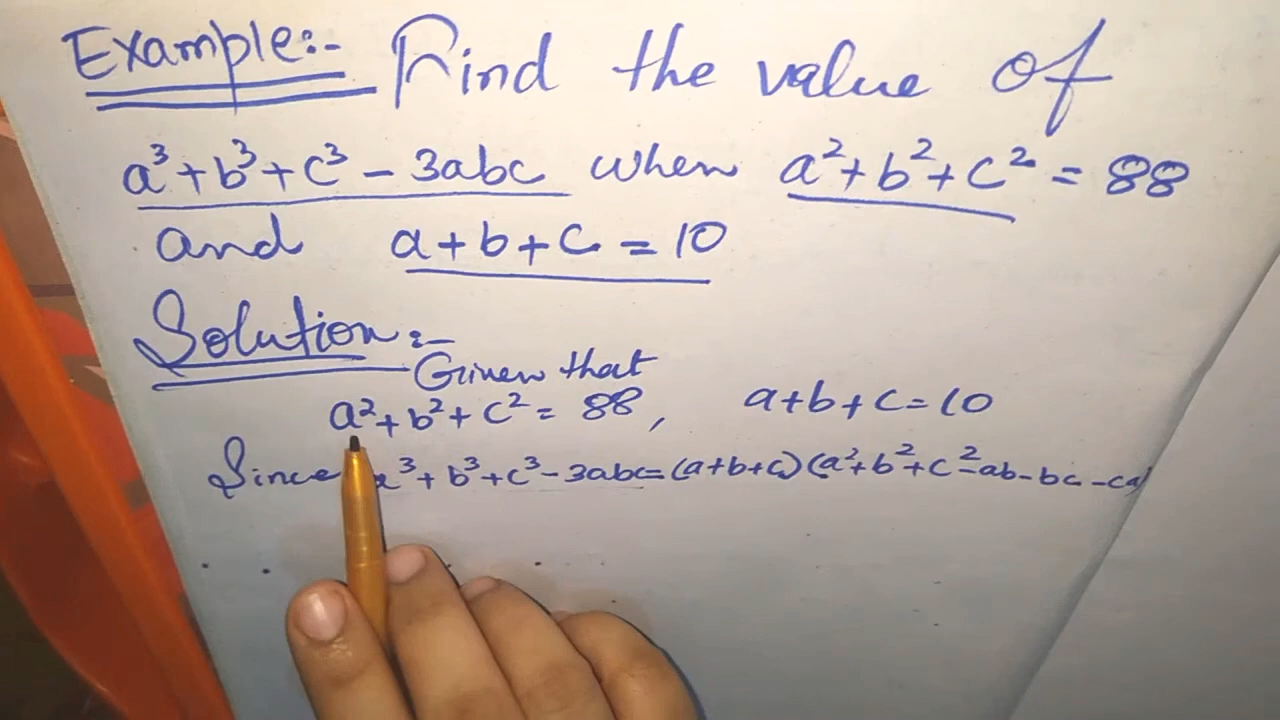 Example:- Find the value of
a³+b³+c³-3abc when a²+b²+c²=88
and a+b+c=10
Solution:-
Given that
a²+b²+c²=88, a+b+c=10
Since a³+b³+c³-3abc=(a+b+c)(a²+b²+c²-ab-bc-ca)